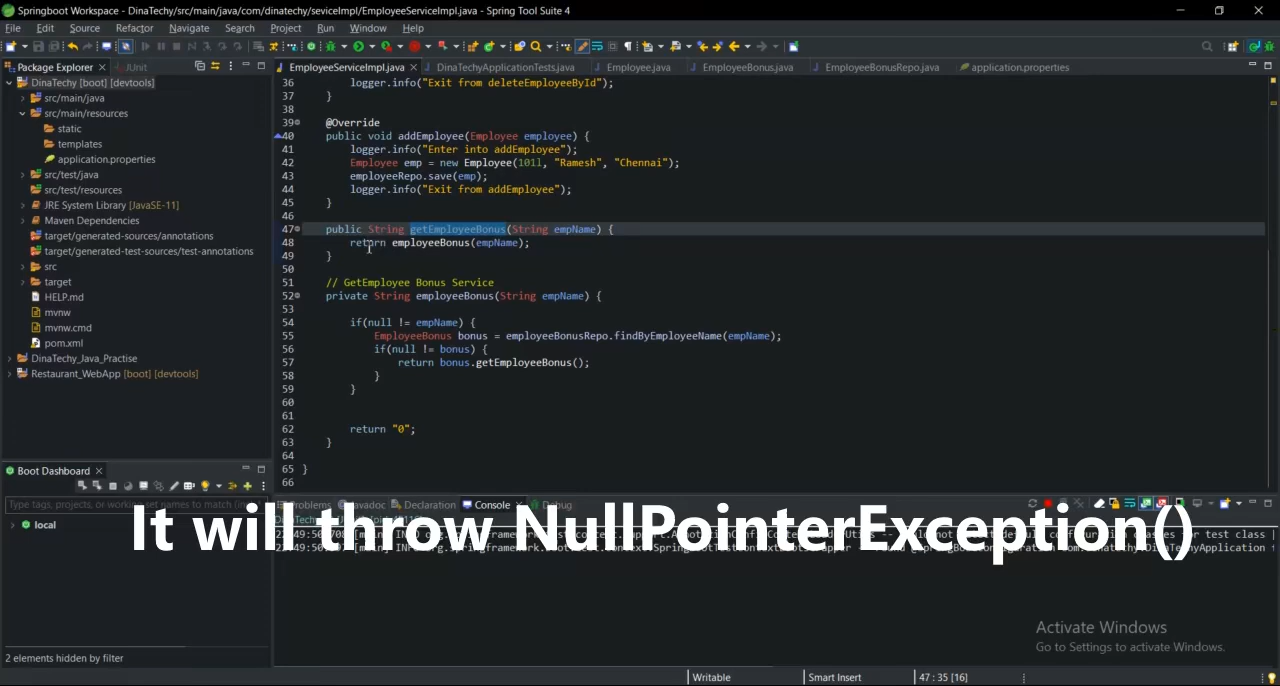 Springboot Workspace - DinaTechy/src/main/java/com/dinatechy/seviceImpl/EmployeeServiceImpl.java - Spring Tool Suite 4
File Edit Source Refactor Navigate Search Project Run Window Help
Package Explorer JUnit
DinaTechy [boot] [devtools]
src/main/java
src/main/resources
static
templates
application.properties
src/test/java
src/test/resources
JRE System Library [JavaSE-11]
Maven Dependencies
target/generated-sources/annotations
target/generated-test-sources/test-annotations
src
target
HELP.md
mvnw
mvnw.cmd
pom.xml
DinaTechy_Java_Practise
Restaurant_WebApp [boot] [devtools]
2 elements hidden by filter
Boot Dashboard
Type tags, projects, or working set names to match
local
EmployeeServiceImpl.java DinaTechyApplicationTests.java Employee.java EmployeeBonus.java EmployeeBonusRepo.java application.properties
36 logger.info("Exit from deleteEmployeeById");
37 }
38
39 @Override
40 public void addEmployee(Employee employee) {
41 logger.info("Enter into addEmployee");
42 Employee emp = new Employee(101l, "Ramesh", "Chennai");
43 employeeRepo.save(emp);
44 logger.info("Exit from addEmployee");
45 }
46
47 public String getEmployeeBonus(String empName) {
48 return employeeBonus(empName);
49 }
50
51 // GetEmployee Bonus Service
52 private String employeeBonus(String empName) {
53
54 if(null != empName) {
55 EmployeeBonus bonus = employeeBonusRepo.findByEmployeeName(empName);
56 if(null != bonus) {
57 return bonus.getEmployeeBonus();
58 }
59 }
60
61
62 return "0";
63 }
64
65 }
66
Problems Javadoc Declaration Console Debug
It will throw NullPointerException()
Activate Windows
Go to Settings to activate Windows.
Writable Smart Insert 47 : 35 [16]